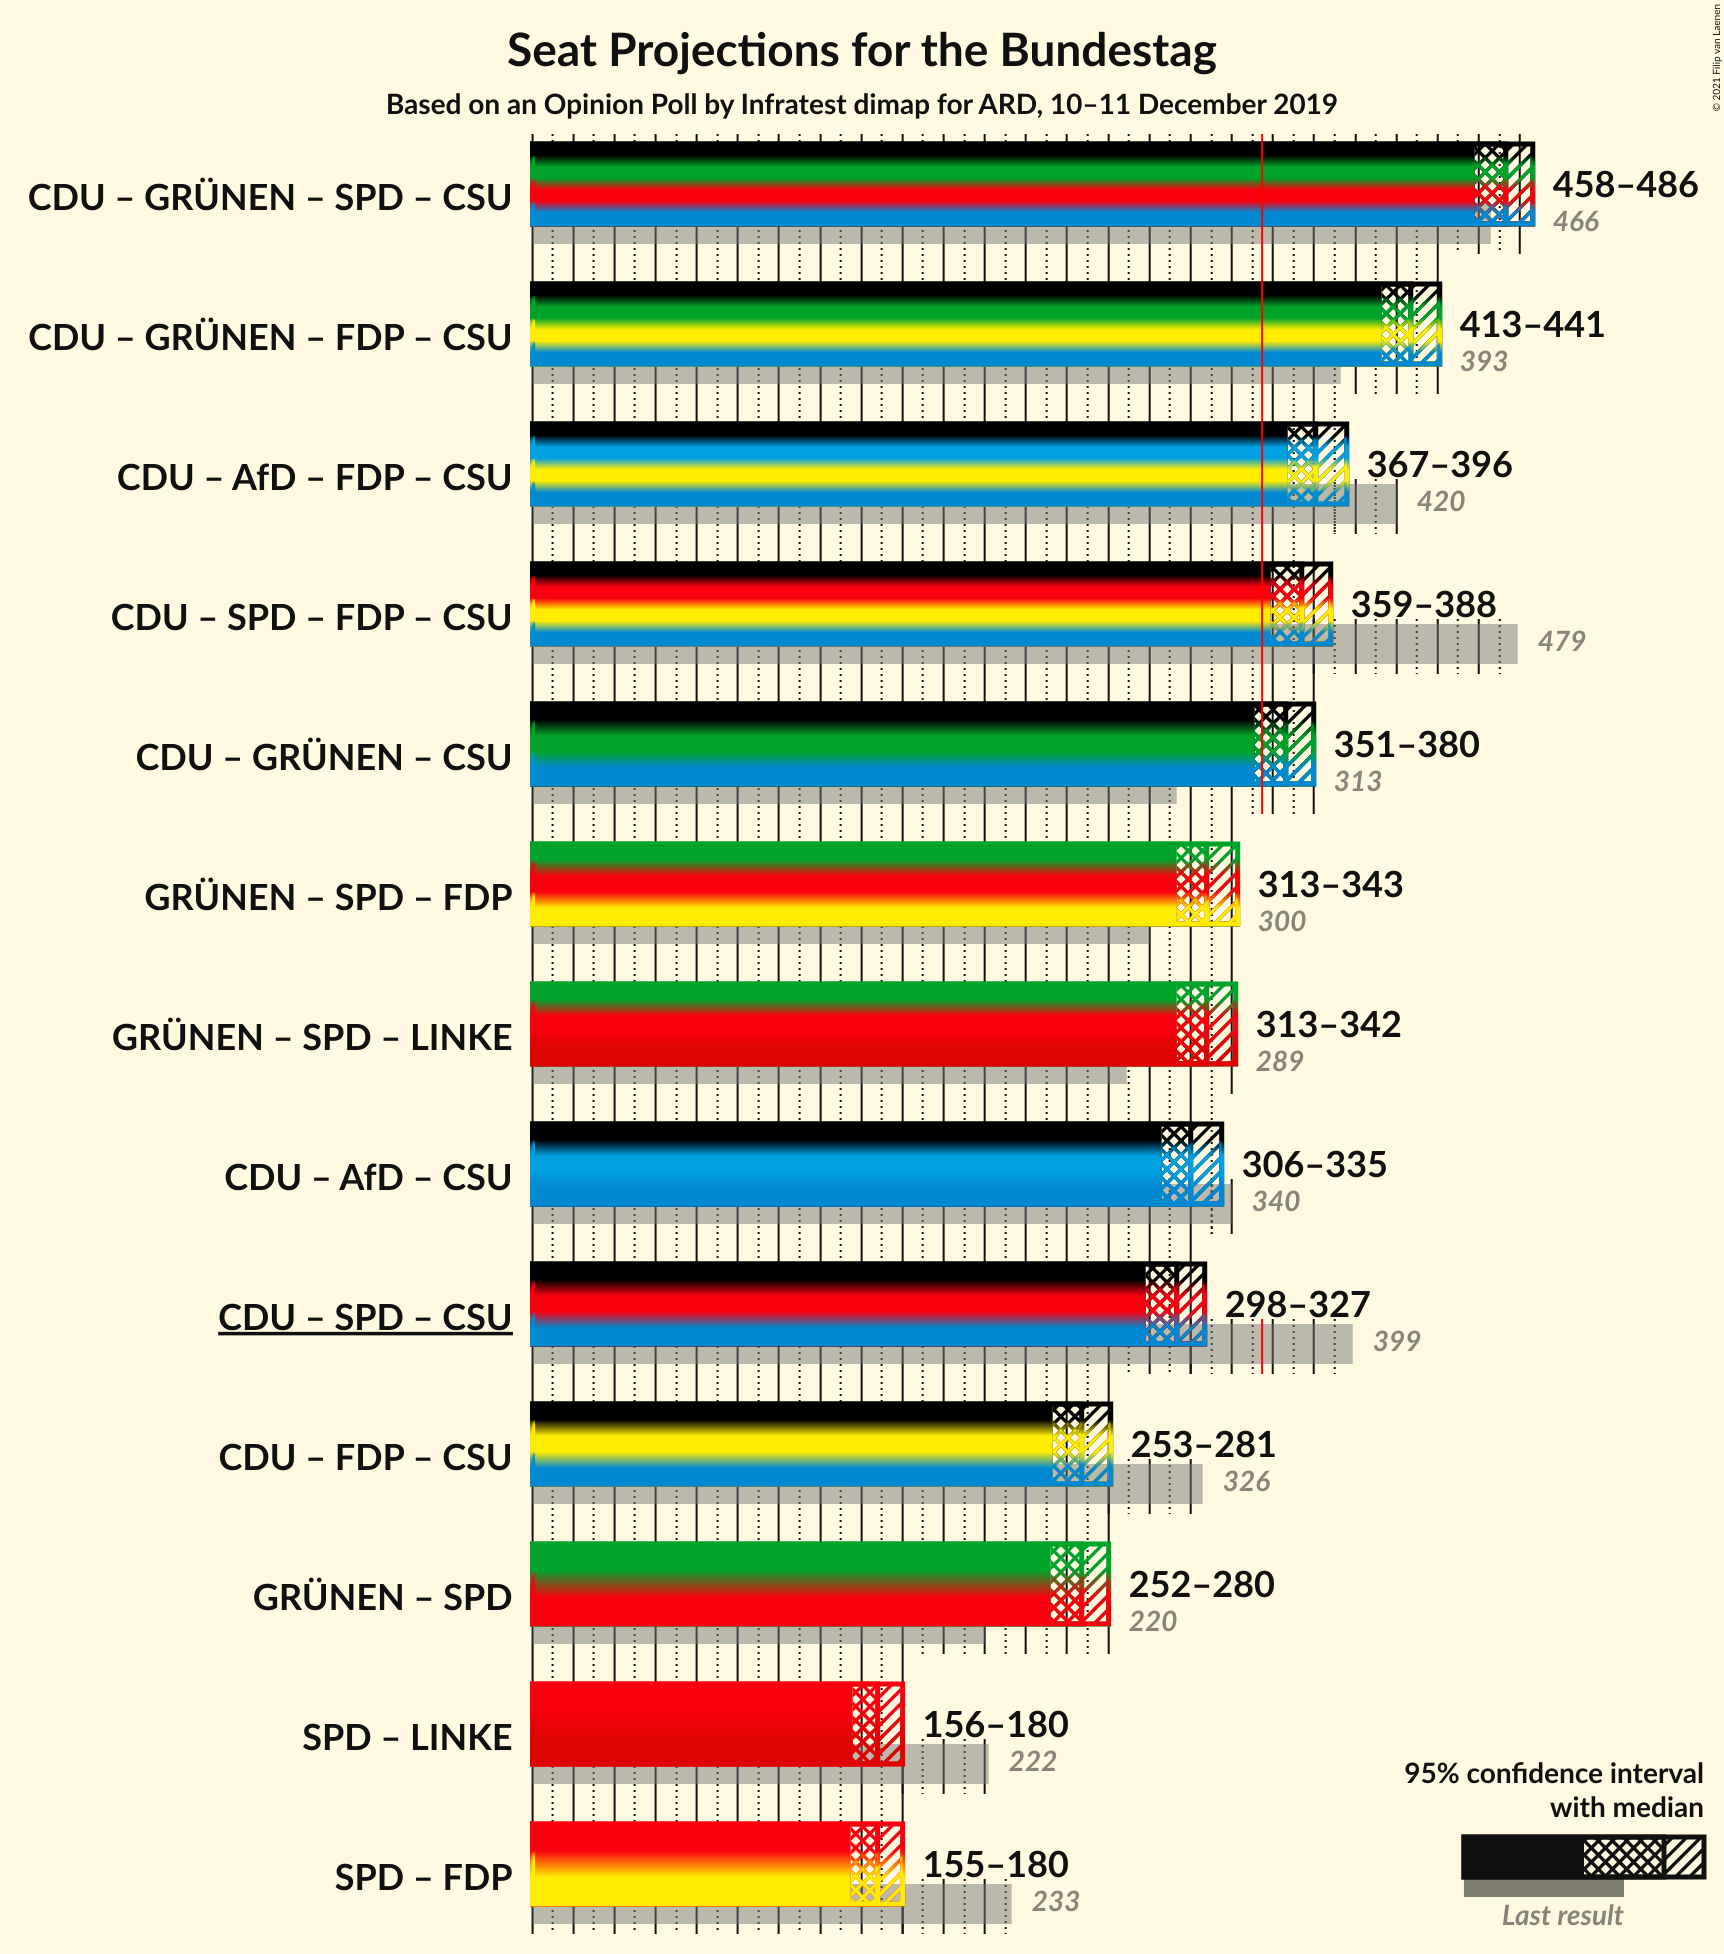 Seat Projections for the Bundestag
Based on an Opinion Poll by Infratest dimap for ARD, 10–11 December 2019
© 2021 Filip van Laenen
CDU – GRÜNEN – SPD – CSU
458–486
466
CDU – GRÜNEN – FDP – CSU
413–441
393
CDU – AfD – FDP – CSU
367–396
420
CDU – SPD – FDP – CSU
359–388
479
CDU – GRÜNEN – CSU
351–380
313
GRÜNEN – SPD – FDP
313–343
300
GRÜNEN – SPD – LINKE
313–342
289
CDU – AfD – CSU
306–335
340
CDU – SPD – CSU
298–327
399
CDU – FDP – CSU
253–281
326
GRÜNEN – SPD
252–280
220
SPD – LINKE
156–180
222
SPD – FDP
155–180
233
95% confidence interval
with median
Last result